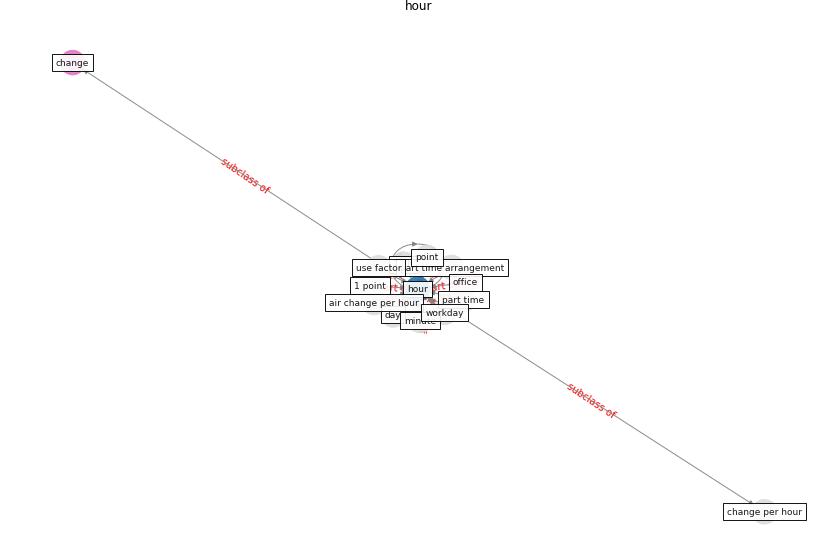 hour
change
subclass of
point
use factor
art time arrangement
office
1 point
hour
part time
air change per hour
day
minute
workday
subclass of
change per hour